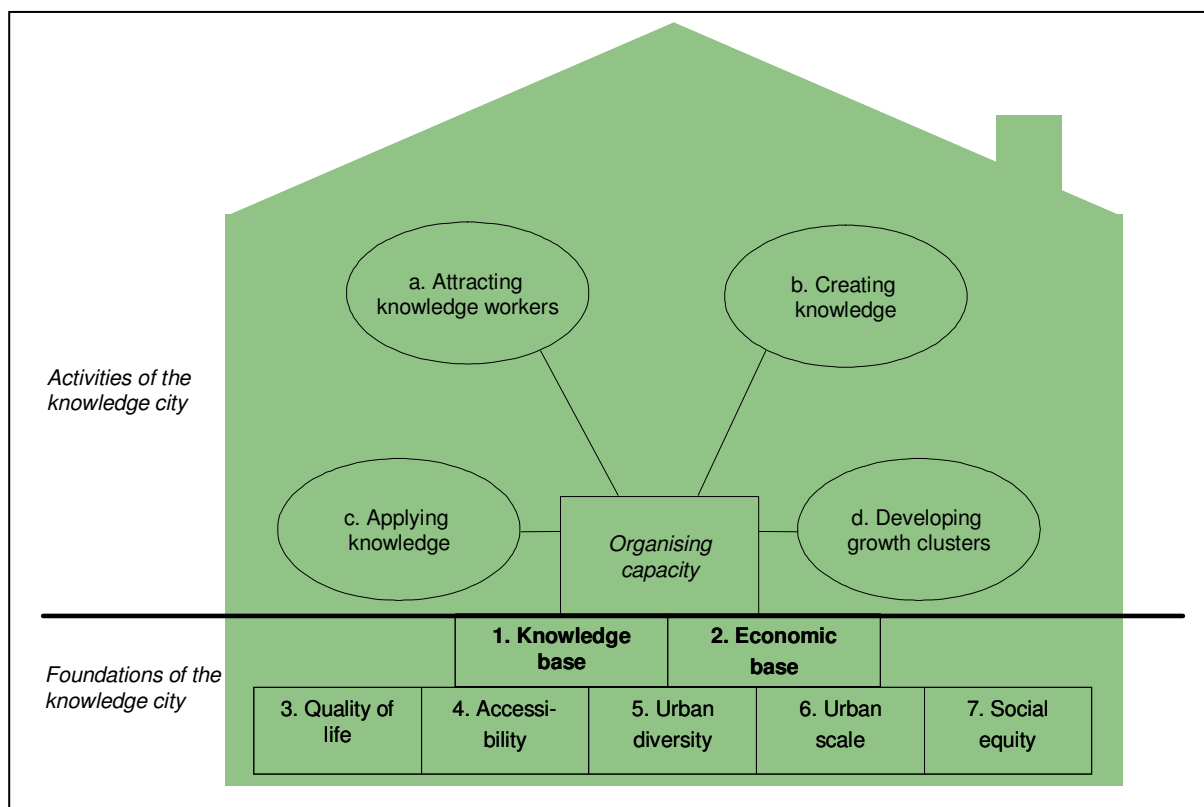 a. Attracting
knowledge workers
b. Creating
knowledge
Activities of the
knowledge city
c. Applying
knowledge
Organising
capacity
d. Developing
growth clusters
Foundations of the
knowledge city
1. Knowledge
base
2. Economic
base
3. Quality of
life
4. Accessi-
bility
5. Urban
diversity
6. Urban
scale
7. Social
equity